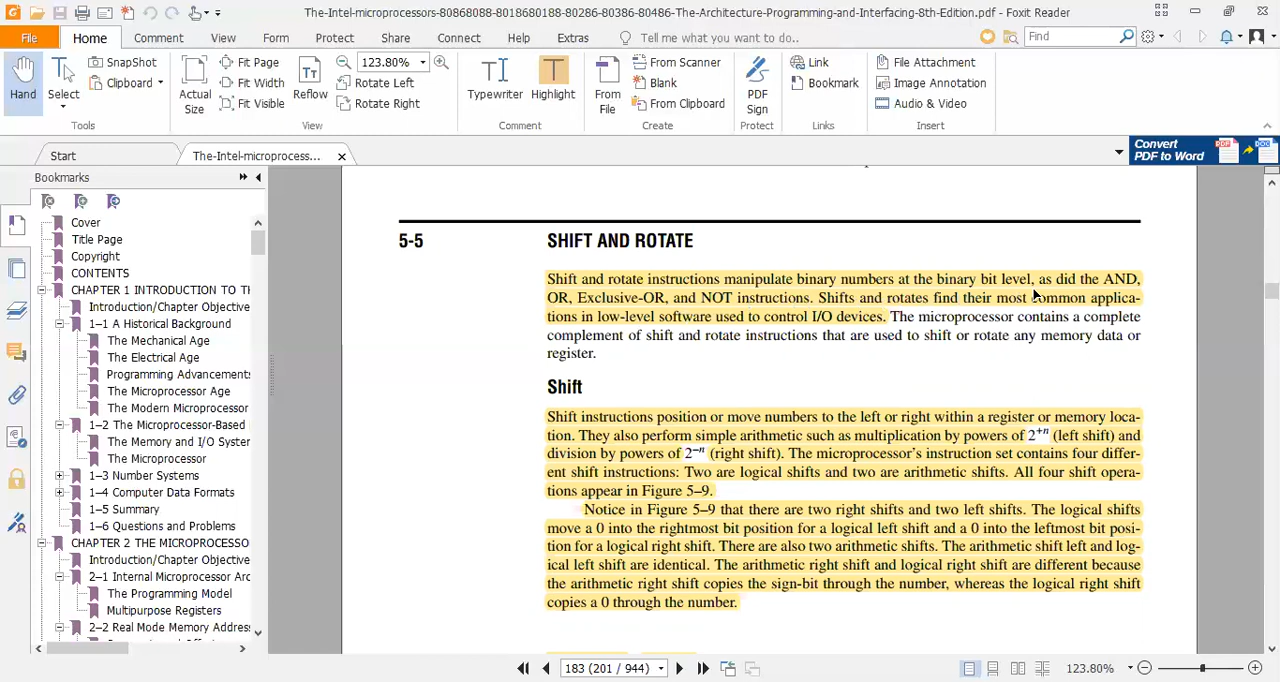 The-Intel-microprocessors-80868088-8018680188-80286-80386-80486-The-Architecture-Programming-and-Interfacing-8th-Edition.pdf - Foxit Reader
File Home Comment View Form Protect Share Connect Help Extras Tell me what you want to do.. Find
SnapShot Fit Page 123.80% From Scanner Link File Attachment
Clipboard Fit Width Rotate Left Blank Bookmark Image Annotation
Hand Select Actual Size Reflow Fit Visible Rotate Right Typewriter Highlight From File From Clipboard PDF Sign Audio & Video
Tools View Comment Create Protect Links Insert
Start The-Intel-microprocess... Convert PDF to Word
Bookmarks
Cover
Title Page
Copyright
CONTENTS
CHAPTER 1 INTRODUCTION TO TH
Introduction/Chapter Objective
1–1 A Historical Background
The Mechanical Age
The Electrical Age
Programming Advancements
The Microprocessor Age
The Modern Microprocessor
1–2 The Microprocessor-Based
The Memory and I/O System
The Microprocessor
1–3 Number Systems
1–4 Computer Data Formats
1–5 Summary
1–6 Questions and Problems
CHAPTER 2 THE MICROPROCESSO
Introduction/Chapter Objective
2–1 Internal Microprocessor Arc
The Programming Model
Multipurpose Registers
2–2 Real Mode Memory Address
5-5 SHIFT AND ROTATE
Shift and rotate instructions manipulate binary numbers at the binary bit level, as did the AND,
OR, Exclusive-OR, and NOT instructions. Shifts and rotates find their most common applica-
tions in low-level software used to control I/O devices. The microprocessor contains a complete
complement of shift and rotate instructions that are used to shift or rotate any memory data or
register.
Shift
Shift instructions position or move numbers to the left or right within a register or memory loca-
tion. They also perform simple arithmetic such as multiplication by powers of 2⁺ⁿ (left shift) and
division by powers of 2⁻ⁿ (right shift). The microprocessor's instruction set contains four differ-
ent shift instructions: Two are logical shifts and two are arithmetic shifts. All four shift opera-
tions appear in Figure 5–9.
Notice in Figure 5–9 that there are two right shifts and two left shifts. The logical shifts
move a 0 into the rightmost bit position for a logical left shift and a 0 into the leftmost bit posi-
tion for a logical right shift. There are also two arithmetic shifts. The arithmetic shift left and log-
ical left shift are identical. The arithmetic right shift and logical right shift are different because
the arithmetic right shift copies the sign-bit through the number, whereas the logical right shift
copies a 0 through the number.
183 (201 / 944) 123.80%